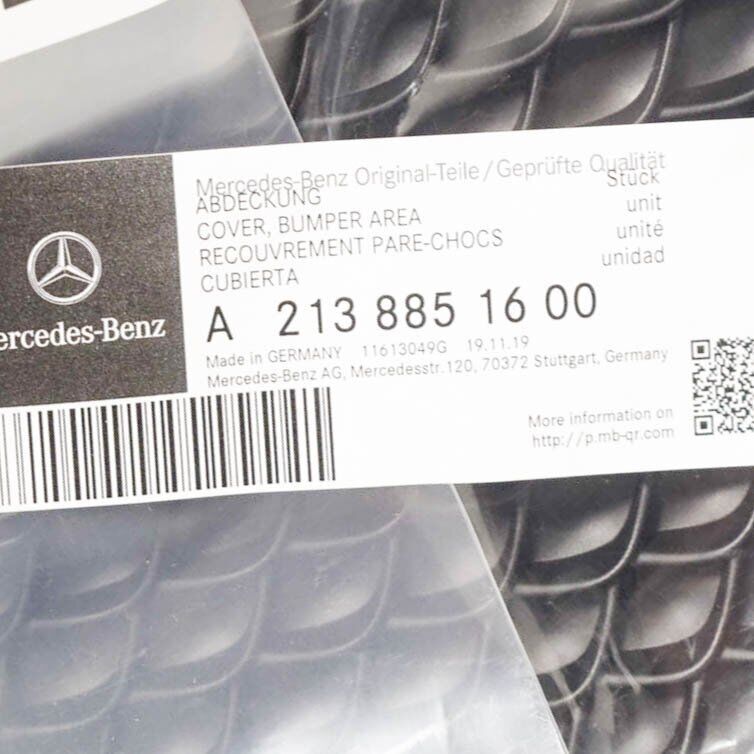 Mercedes-Benz Original-Teile/Geprüfte Qualität
ABDECKUNG Stück
COVER, BUMPER AREA unit
RECOUVREMENT PARE-CHOCS unité
CUBIERTA unidad
A 213 885 16 00
Made in GERMANY 11613049G 19.11.19
Mercedes-Benz AG, Mercedesstr.120, 70372 Stuttgart, Germany
ercedes-Benz
More information on
http://p.mb-qr.com